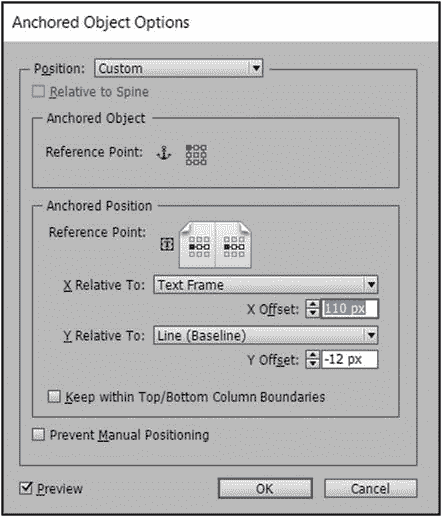 Anchored Object Options
Position: Custom
Relative to Spine
Anchored Object
Reference Point:
Anchored Position
Reference Point:
X Relative To: Text Frame
X Offset: 110 px
Y Relative To: Line (Baseline)
Y Offset: -12 px
Keep within Top/Bottom Column Boundaries
Prevent Manual Positioning
Preview OK Cancel